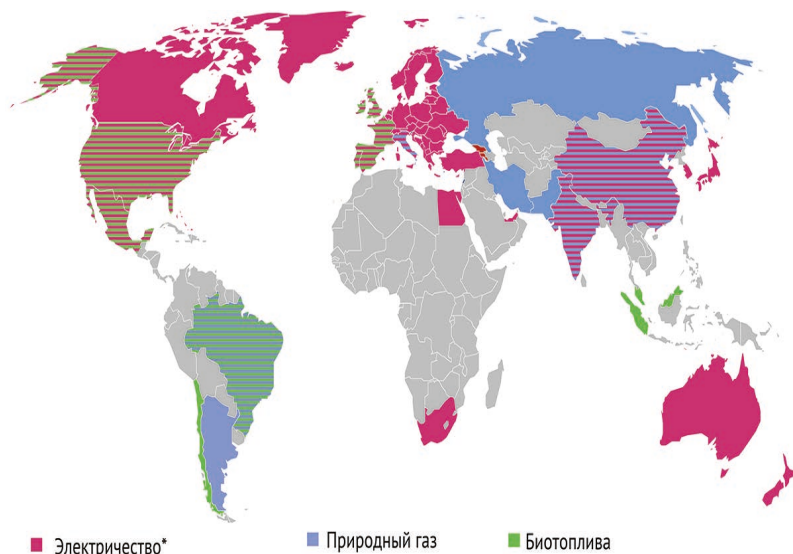 Электричество*
Природный газ
Биотоплива